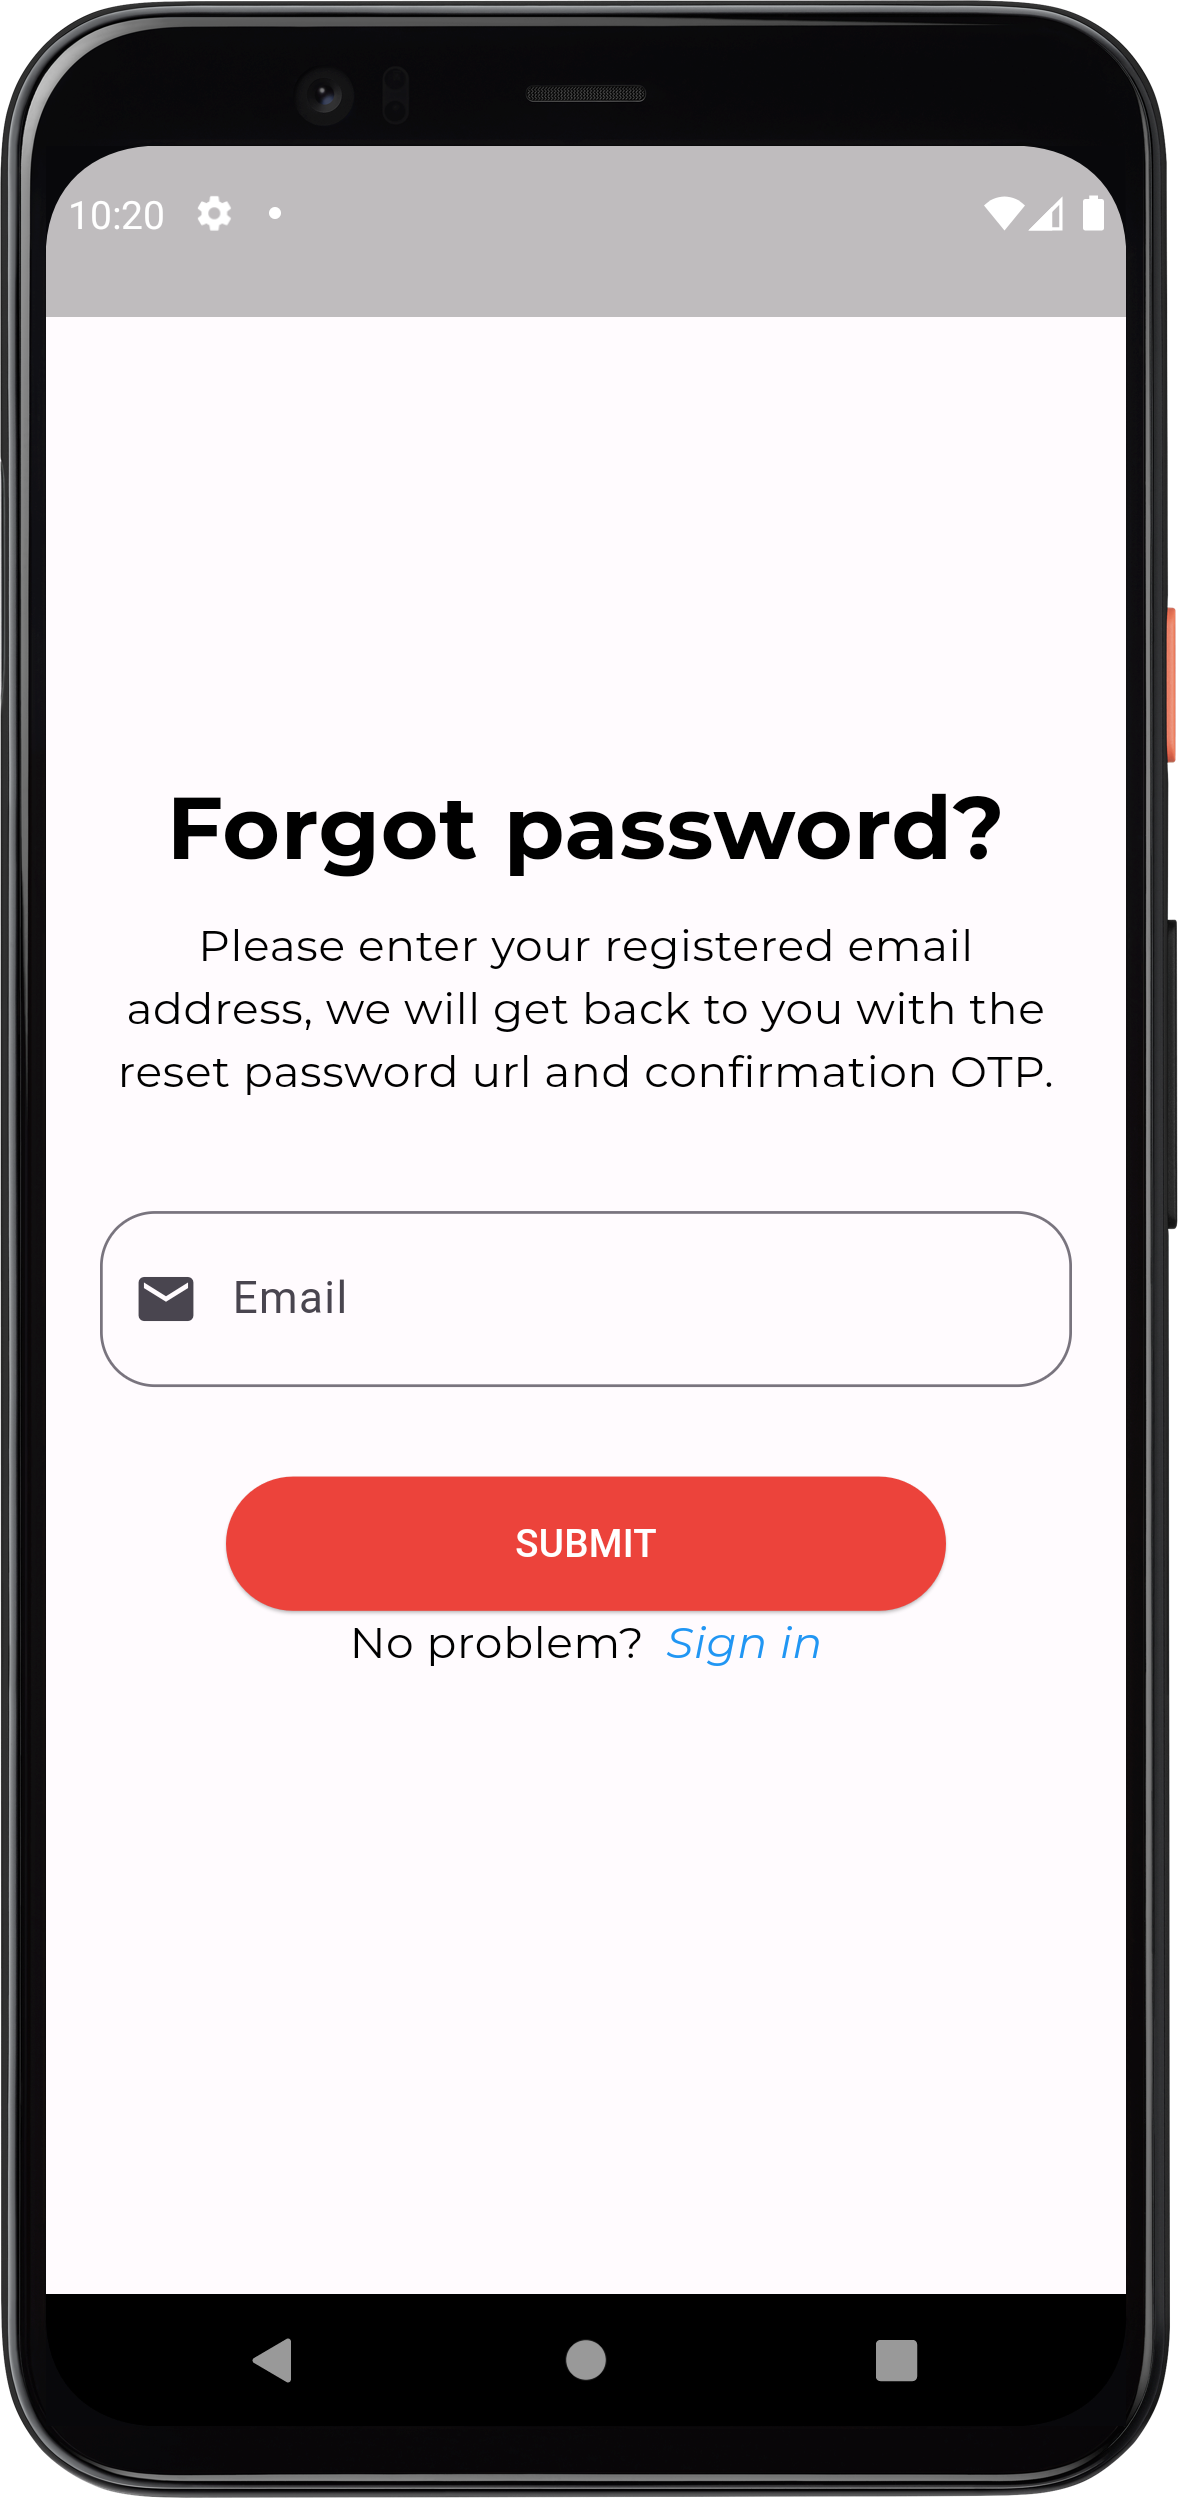 10:20
Forgot password?
Please enter your registered email
address, we will get back to you with the
reset password url and confirmation OTP.
Email
SUBMIT
No problem? Sign in